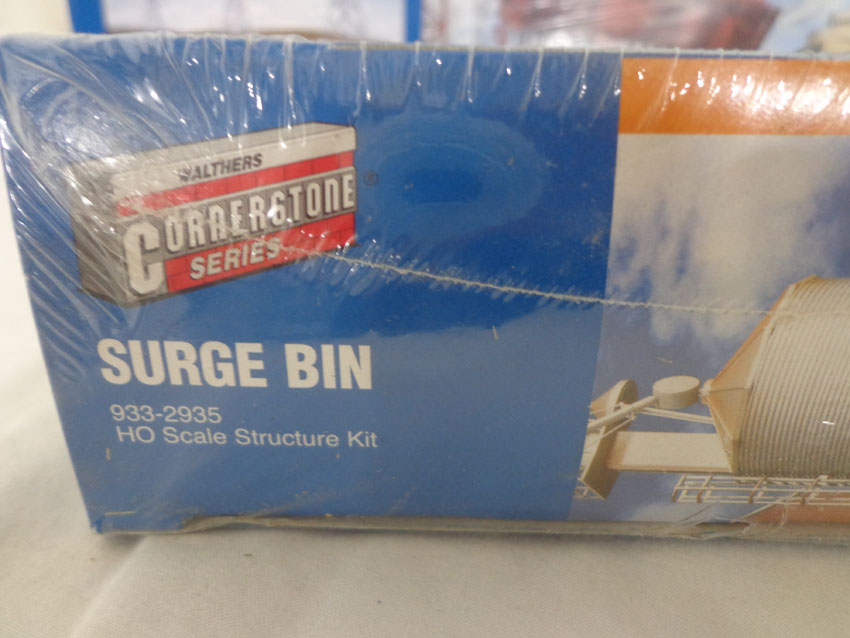 WALTHERS
CORNERSTONE
SERIES
®
SURGE BIN
933-2935
HO Scale Structure Kit